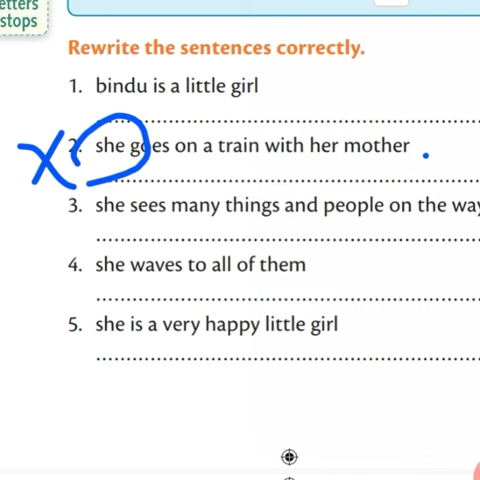 etters
stops
Rewrite the sentences correctly.
1. bindu is a little girl
2. she goes on a train with her mother .
3. she sees many things and people on the way
4. she waves to all of them
5. she is a very happy little girl